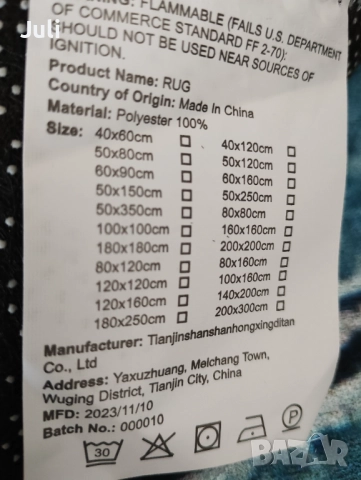 Juli
FLAMMABLE (FAILS U.S. DEPARTMENT
OF COMMERCE STANDARD FF 2-70):
SHOULD NOT BE USED NEAR SOURCES OF
IGNITION.
Product Name: RUG
Country of Origin: Made In China
Material: Polyester 100%
Size: 40x60cm 40x120cm
50x80cm 50x120cm
60x90cm 60x160cm
50x150cm 50x250cm
50x350cm 80x80cm
100x100cm 160x160cm
180x180cm 200x200cm
80x120cm 80x160cm
120x120cm 100x160cm
120x160cm 140x200cm
180x250cm 200x300cm
Manufacturer: Tianjinshanshanhongxingditan
Co., Ltd
Address: Yaxuzhuang, Meichang Town,
Wuging District, Tianjin City, China
MFD: 2023/11/10
Batch No.: 000010
30
P
BAZAR